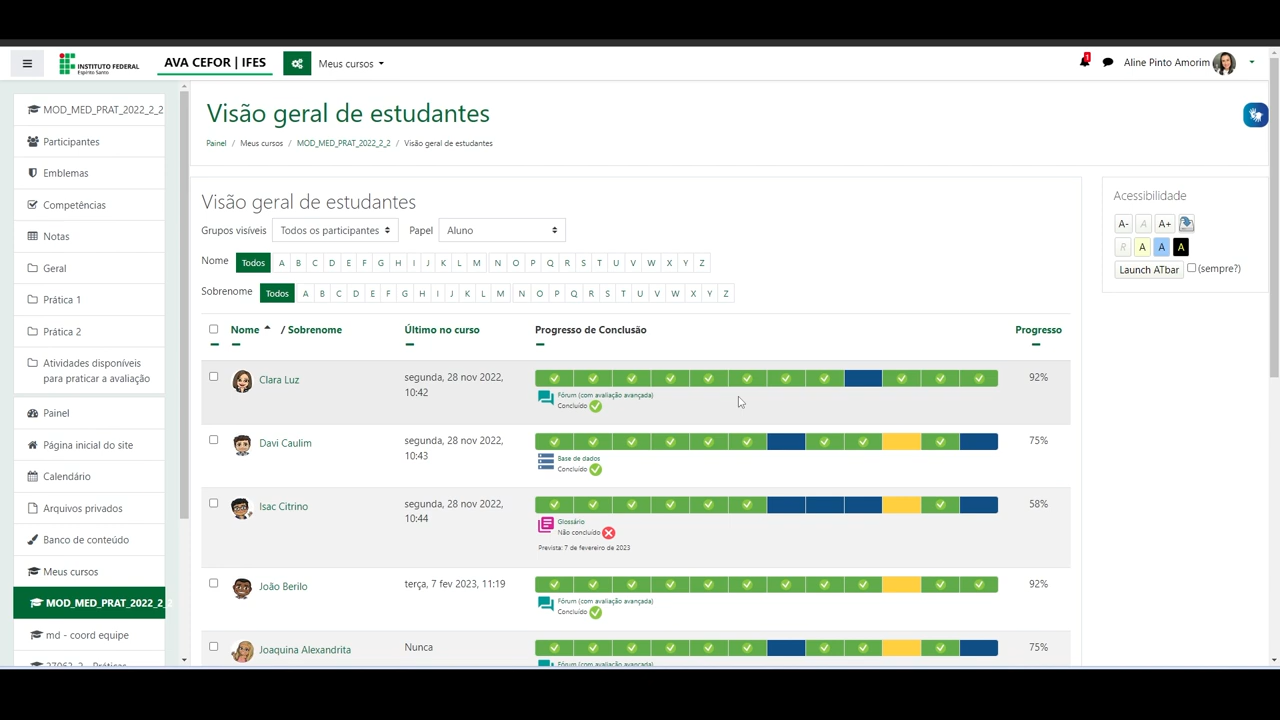 INSTITUTO FEDERAL
Espírito Santo
AVA CEFOR | IFES
Meus cursos
1
Aline Pinto Amorim
MOD_MED_PRAT_2022_2_2
Participantes
Emblemas
Competências
Notas
Geral
Prática 1
Prática 2
Atividades disponíveis
para praticar a avaliação
Painel
Página inicial do site
Calendário
Arquivos privados
Banco de conteúdo
Meus cursos
MOD_MED_PRAT_2022_2_2
md - coord equipe
Visão geral de estudantes
Painel / Meus cursos / MOD_MED_PRAT_2022_2_2 / Visão geral de estudantes
Visão geral de estudantes
Grupos visíveis Todos os participantes Papel Aluno
Nome Todos A B C D E F G H I J K L M N O P Q R S T U V W X Y Z
Sobrenome Todos A B C D E F G H I J K L M N O P Q R S T U V W X Y Z
Nome / Sobrenome Último no curso Progresso de Conclusão Progresso
Clara Luz segunda, 28 nov 2022, 92%
10:42
Fórum (com avaliação avançada)
Concluído
Davi Caulim segunda, 28 nov 2022, 75%
10:43
Base de dados
Concluído
Isac Citrino segunda, 28 nov 2022, 58%
10:44
Glossário
Não concluído
Prevista: 7 de fevereiro de 2023
João Berilo terça, 7 fev 2023, 11:19 92%
Fórum (com avaliação avançada)
Concluído
Joaquina Alexandrita Nunca 75%
Fórum (com avaliação avançada)
Acessibilidade
A- A A+
R A A A
Launch ATbar (sempre?)